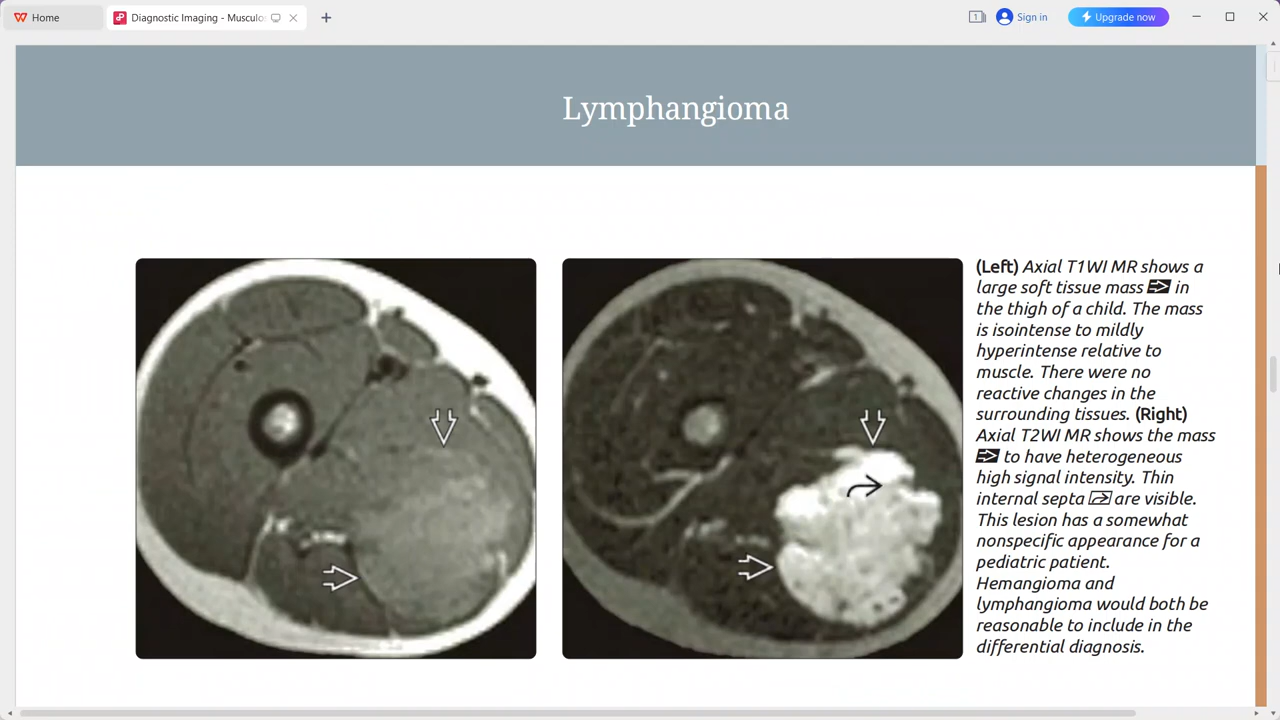 Home
Diagnostic Imaging - Musculo
1
Sign in
Upgrade now
Lymphangioma
(Left) Axial T1WI MR shows a
large soft tissue mass in
the thigh of a child. The mass
is isointense to mildly
hyperintense relative to
muscle. There were no
reactive changes in the
surrounding tissues. (Right)
Axial T2WI MR shows the mass
to have heterogeneous
high signal intensity. Thin
internal septa are visible.
This lesion has a somewhat
nonspecific appearance for a
pediatric patient.
Hemangioma and
lymphangioma would both be
reasonable to include in the
differential diagnosis.